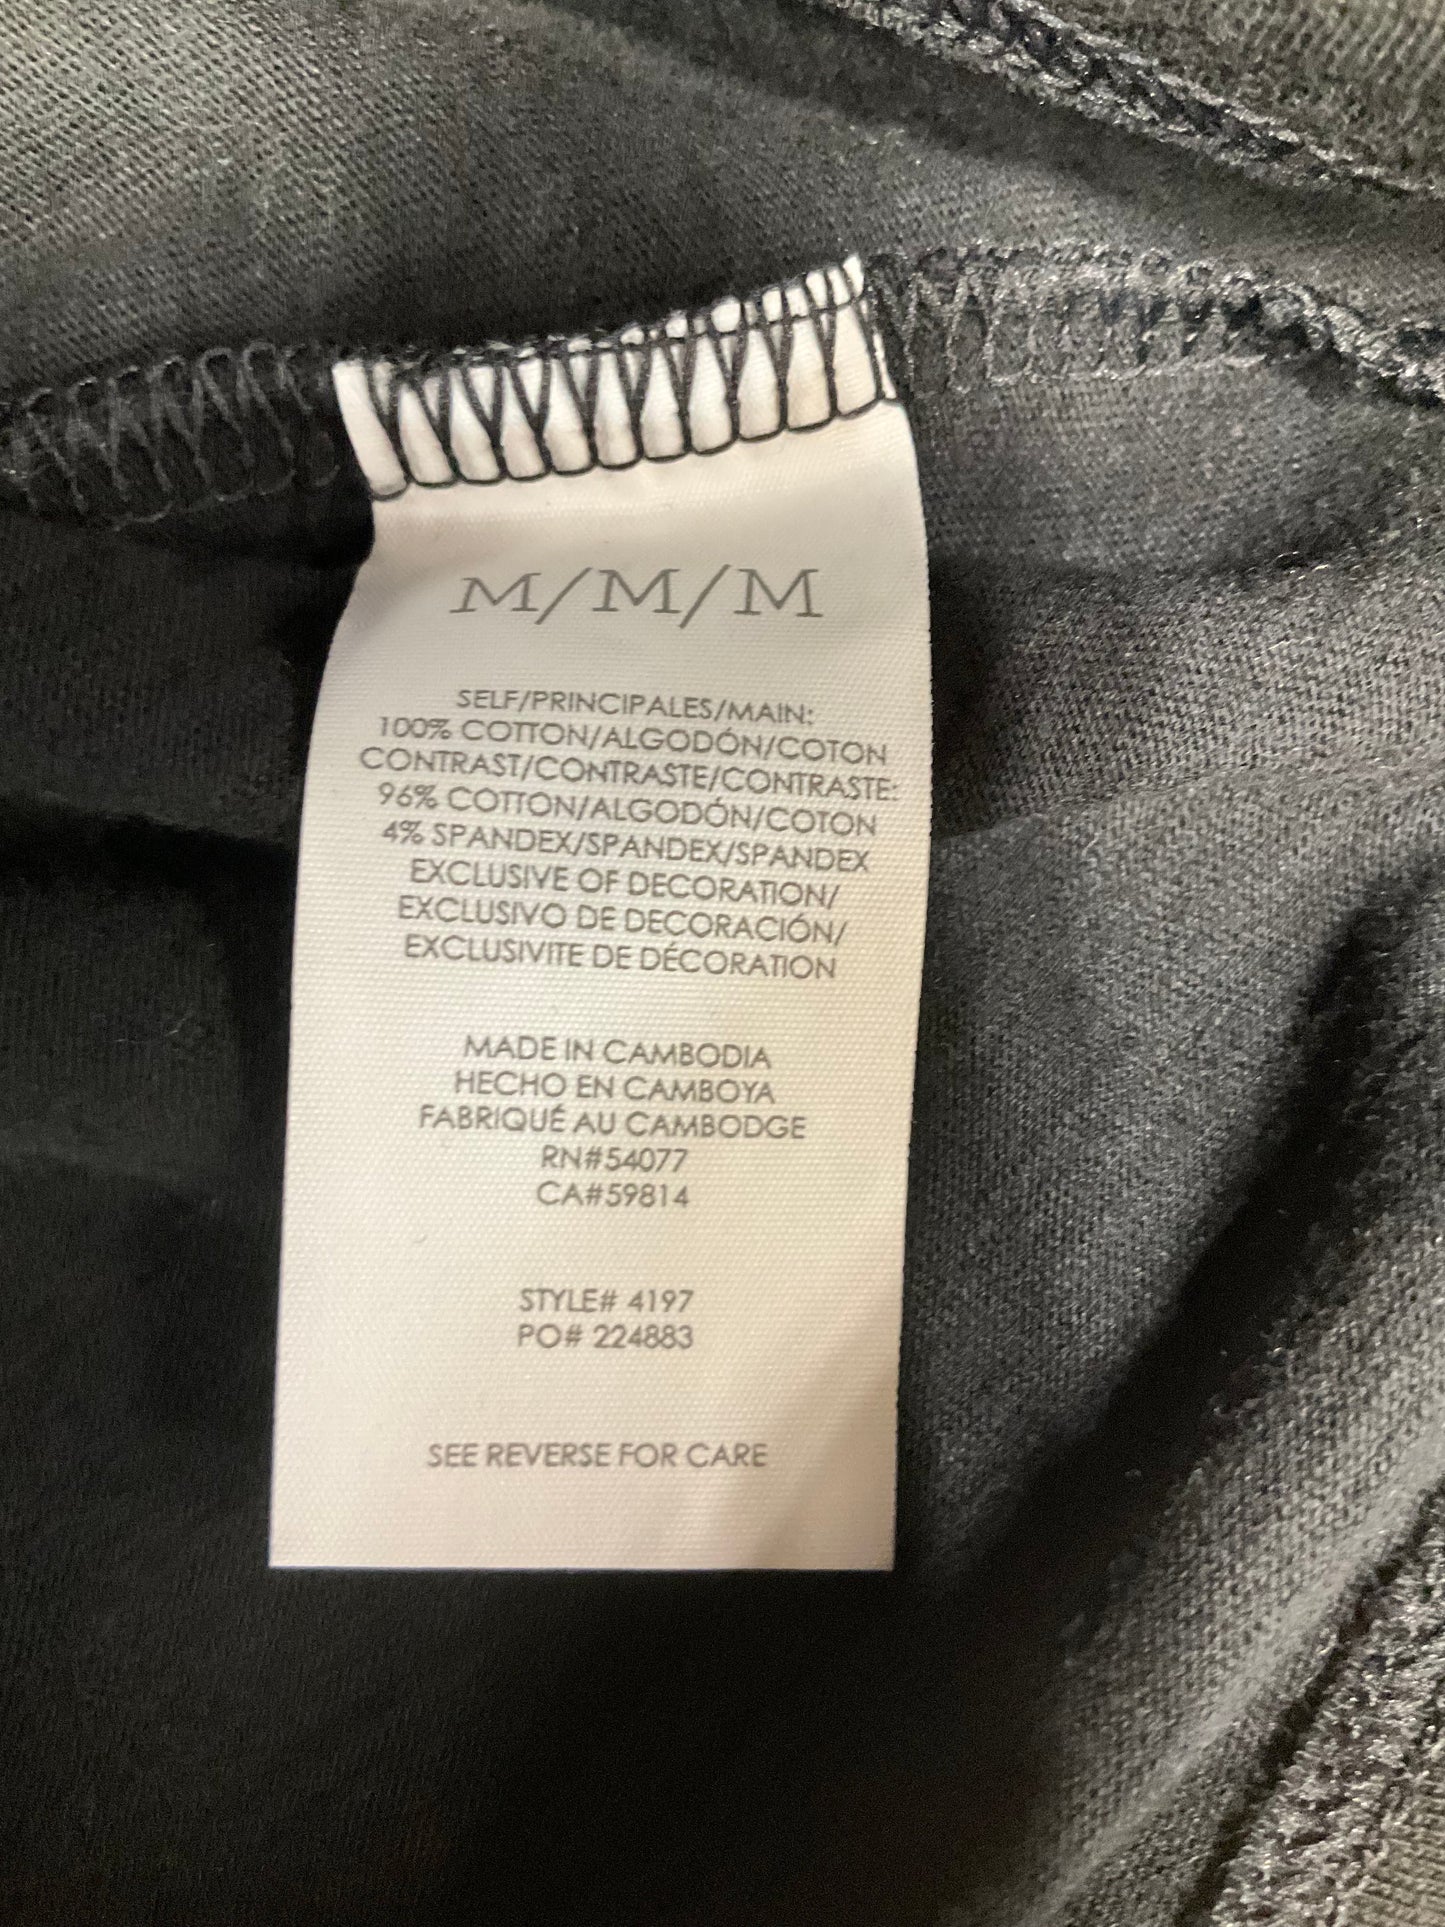 M/M/M
SELF/PRINCIPALES/MAIN:
100% COTTON/ALGODÓN/COTON
CONTRAST/CONTRASTE/CONTRASTE:
96% COTTON/ALGODÓN/COTON
4% SPANDEX/SPANDEX/SPANDEX
EXCLUSIVE OF DECORATION/
EXCLUSIVO DE DECORACIÓN/
EXCLUSIVITE DE DÉCORATION
MADE IN CAMBODIA
HECHO EN CAMBOYA
FABRIQUÉ AU CAMBODGE
RN#54077
CA#59814
STYLE# 4197
PO# 224883
SEE REVERSE FOR CARE